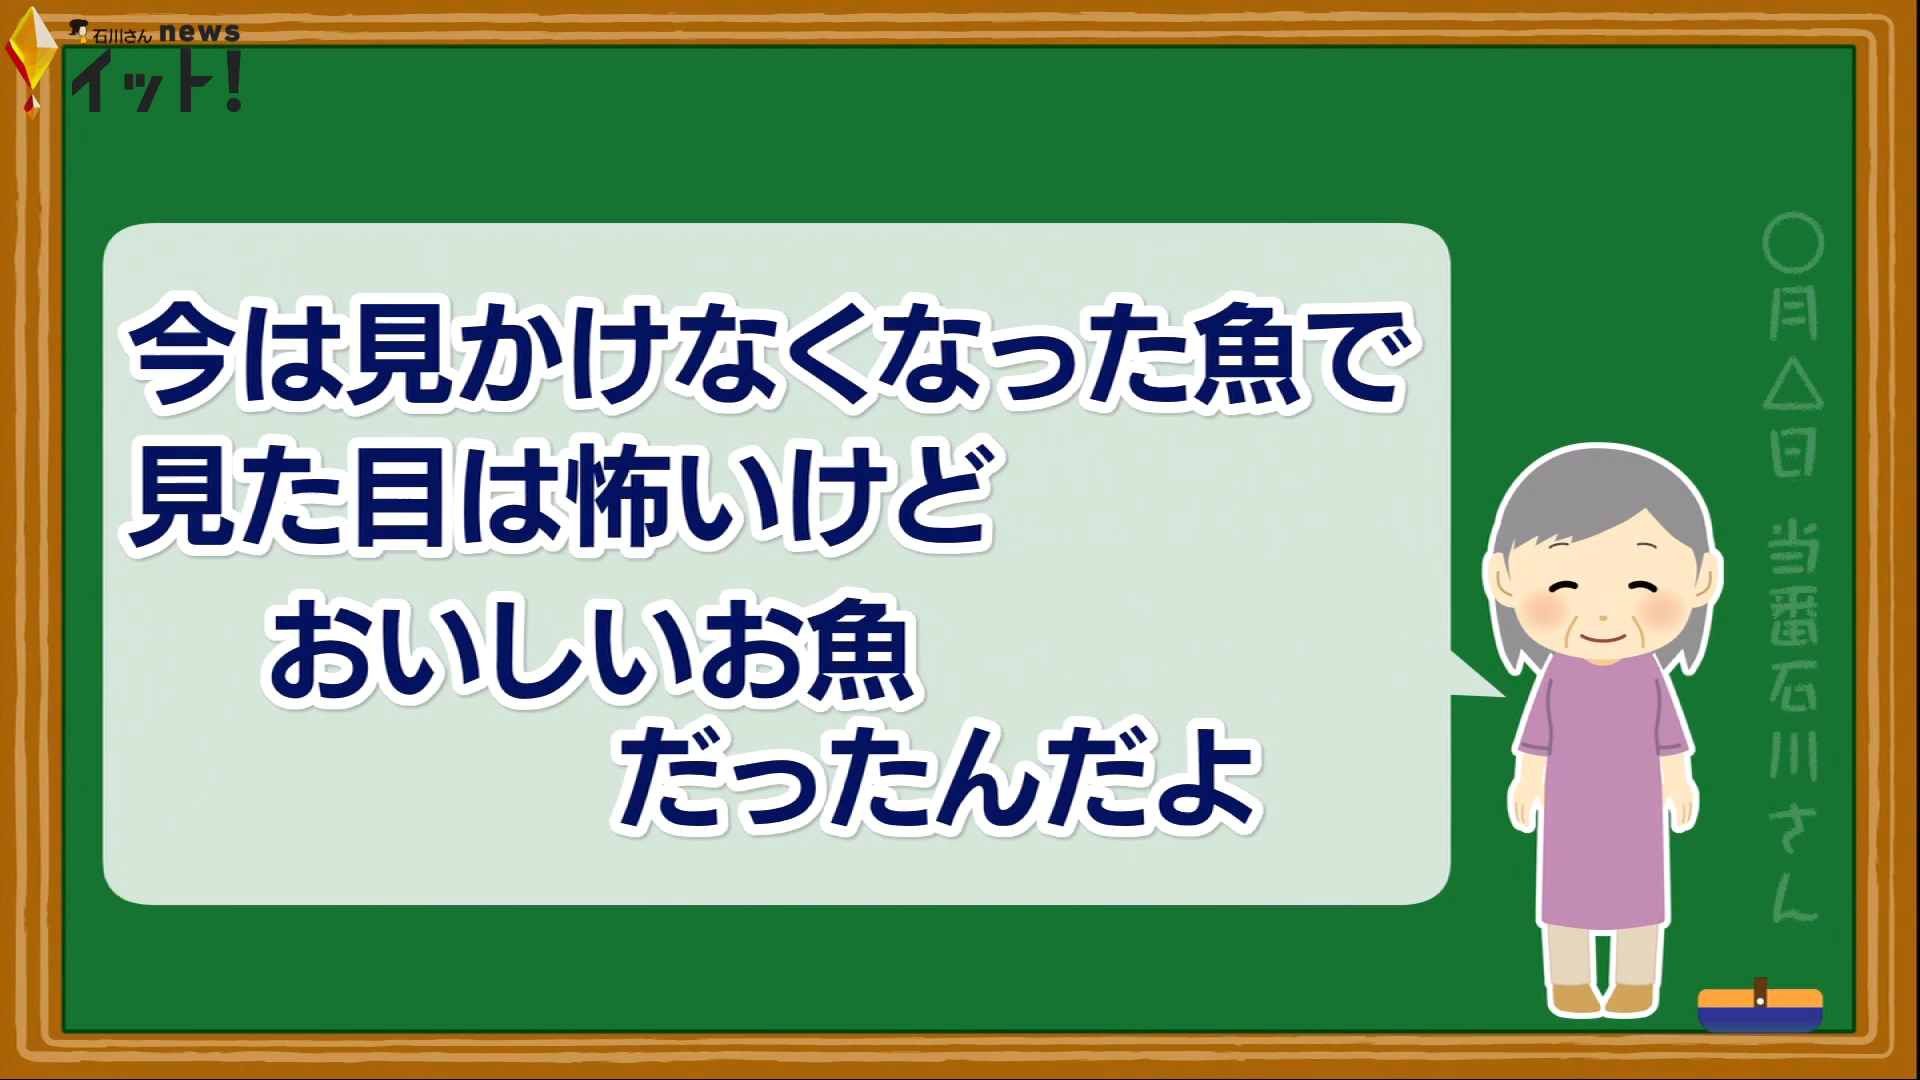 石川さん news
イット!
今は見かけなくなった魚で
見た目は怖いけど
おいしいお魚
だったんだよ
〇月△日 当番石川さん